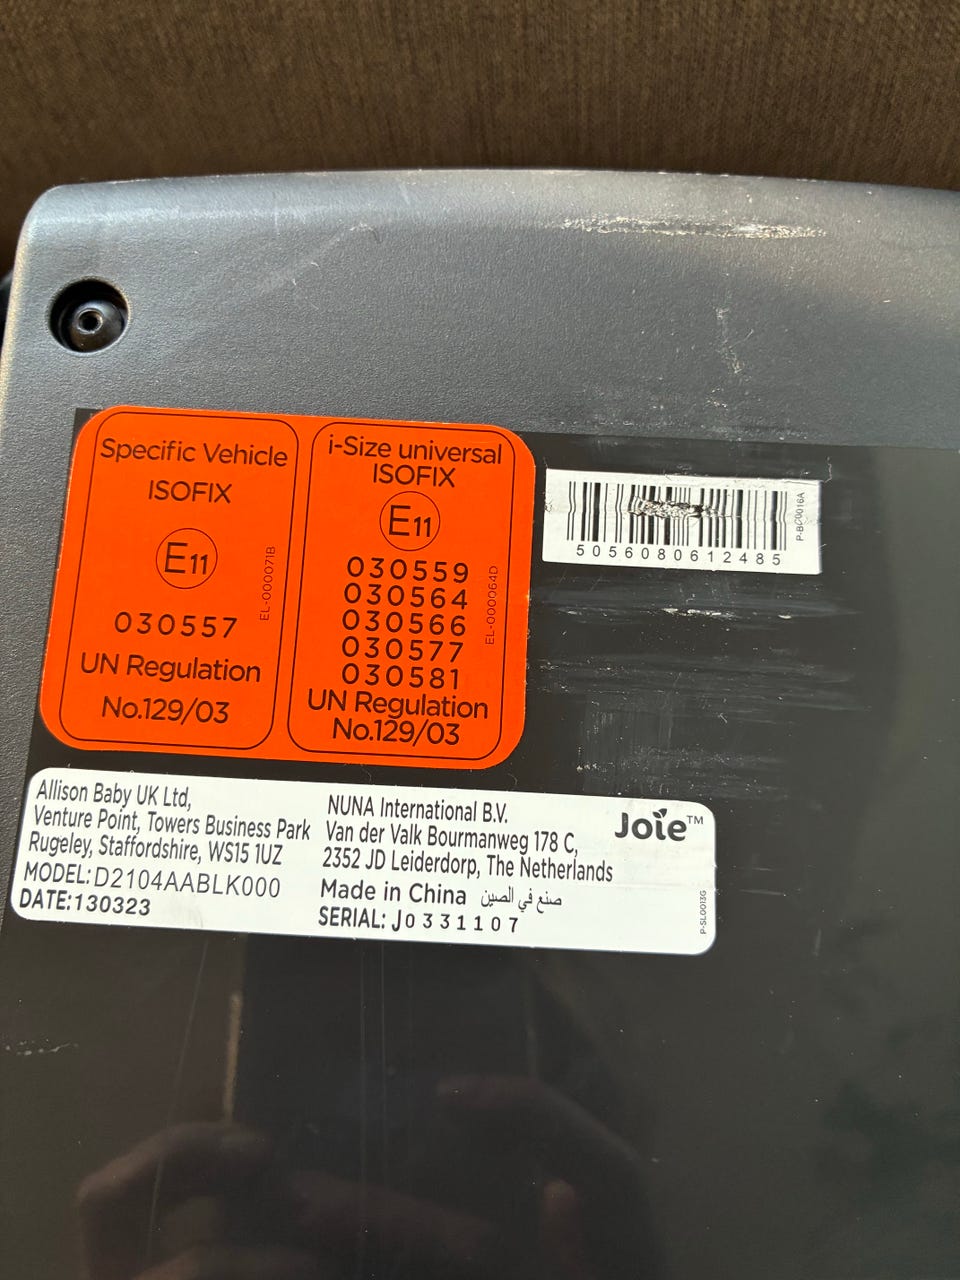 Specific Vehicle
ISOFIX
E11
030557
UN Regulation
No.129/03
EL-000071B
i-Size universal
ISOFIX
E11
030559
030564
030566
030577
030581
UN Regulation
No.129/03
EL-000064D
5056080612485
P-BC0016A
Allison Baby UK Ltd,
Venture Point, Towers Business Park
Rugeley, Staffordshire, WS15 1UZ
MODEL:D2104AABLK000
DATE:130323
NUNA International B.V.
Van der Valk Bourmanweg 178 C,
2352 JD Leiderdorp, The Netherlands
Made in China صنع في الصين
SERIAL: J0331107
Joie™
P-SL0013G